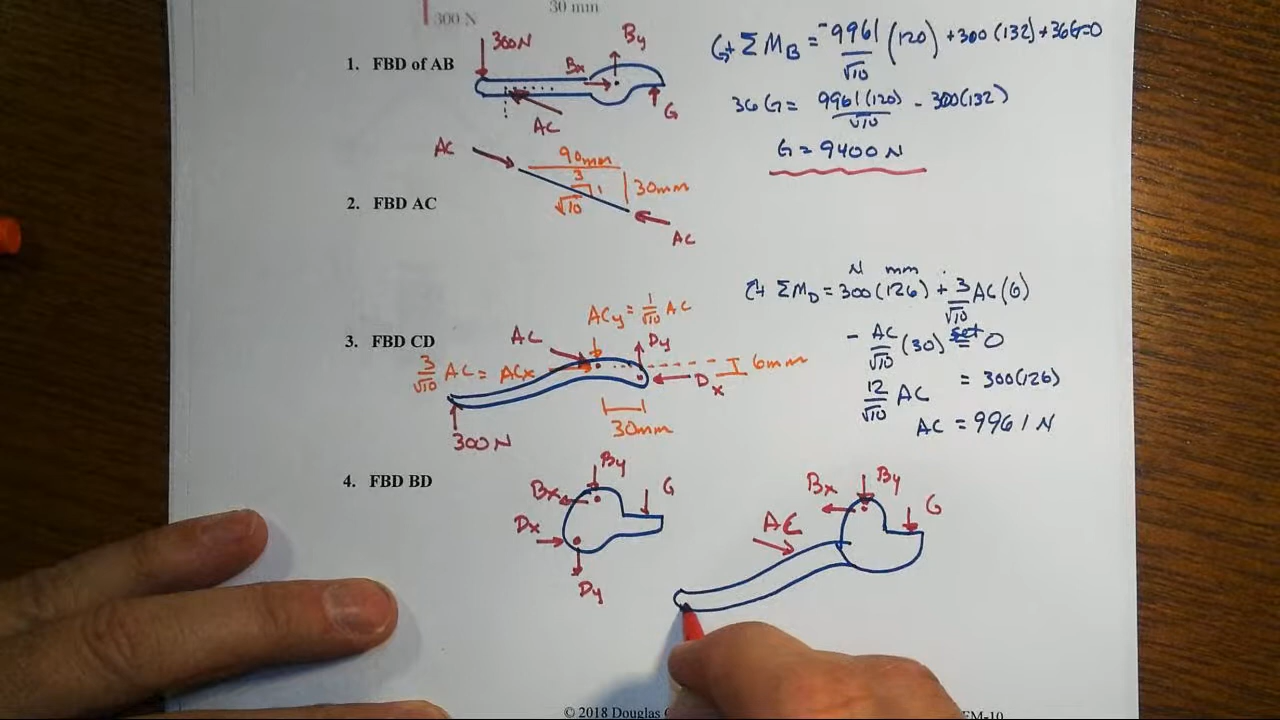 300 N
30 mm
1. FBD of AB
300N
Bx
By
AC
G
↺+ ΣM_B = -9961/√10 (120) + 300(132) + 36G=0
36G = 9961(120)/√10 - 300(132)
G = 9400 N
2. FBD AC
AC
90mm
3
1
√10
30mm
AC
3. FBD CD
AC
ACy = 1/√10 AC
3/√10 AC = ACx
Dy
6mm
Dx
30mm
300N
N mm
ΣM_D = 300(126) + 3/√10 AC(6)
- AC/√10 (30) set= 0
12/√10 AC = 300(126)
AC = 9961 N
4. FBD BD
By
Bx
G
Dx
Dy
Bx
By
G
AC
© 2018 Douglas
FM-10